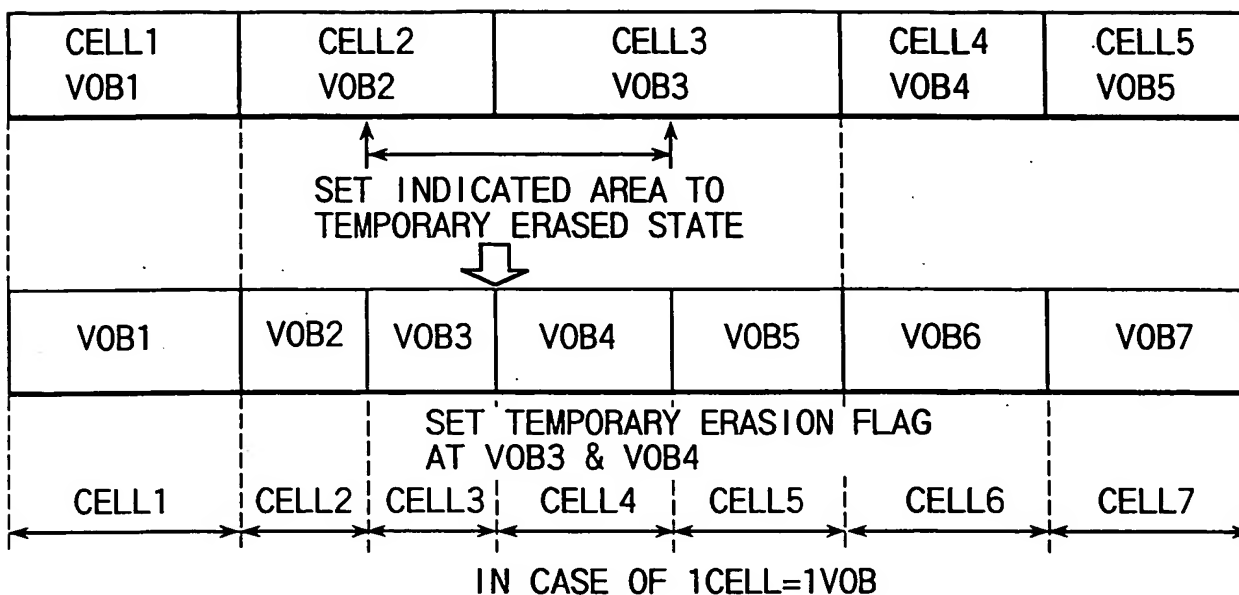 CELL1 CELL2 CELL3 CELL4 CELL5
VOB1 VOB2 VOB3 VOB4 VOB5
SET INDICATED AREA TO
TEMPORARY ERASED STATE
VOB1 VOB2 VOB3 VOB4 VOB5 VOB6 VOB7
SET TEMPORARY ERASION FLAG
AT VOB3 & VOB4
CELL1 CELL2 CELL3 CELL4 CELL5 CELL6 CELL7
IN CASE OF 1CELL=1VOB